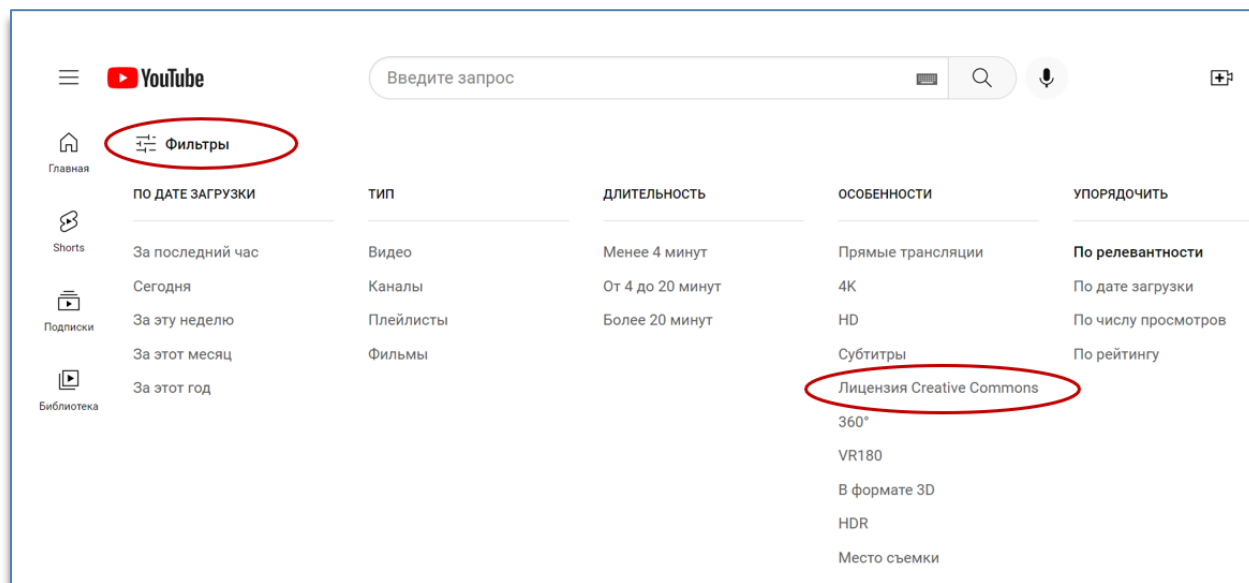 YouTube
Введите запрос
Фильтры
Главная
Shorts
Подписки
Библиотека
ПО ДАТЕ ЗАГРУЗКИ
За последний час
Сегодня
За эту неделю
За этот месяц
За этот год
ТИП
Видео
Каналы
Плейлисты
Фильмы
ДЛИТЕЛЬНОСТЬ
Менее 4 минут
От 4 до 20 минут
Более 20 минут
ОСОБЕННОСТИ
Прямые трансляции
4K
HD
Субтитры
Лицензия Creative Commons
360°
VR180
В формате 3D
HDR
Место съемки
УПОРЯДОЧИТЬ
По релевантности
По дате загрузки
По числу просмотров
По рейтингу